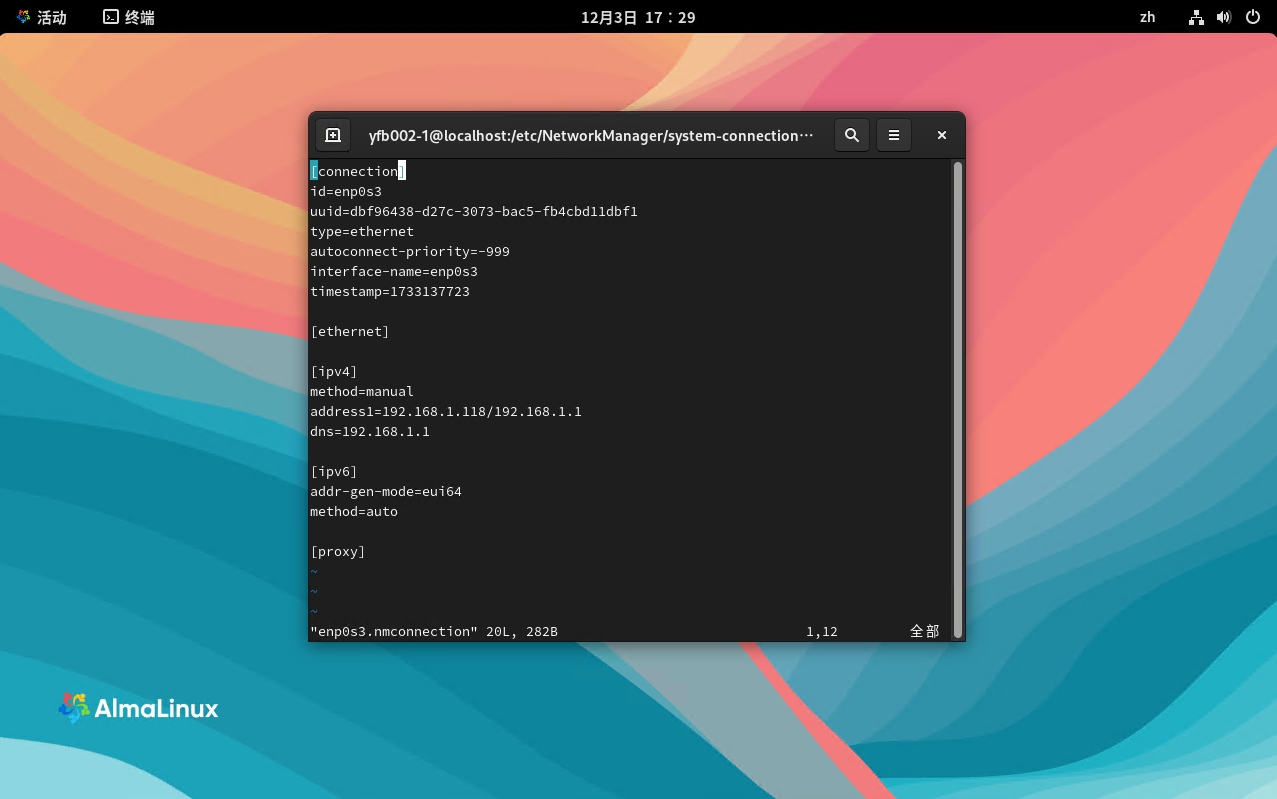 活动 终端 12月3日 17：29 zh
yfb002-1@localhost:/etc/NetworkManager/system-connection···
[connection]
id=enp0s3
uuid=dbf96438-d27c-3073-bac5-fb4cbd11dbf1
type=ethernet
autoconnect-priority=-999
interface-name=enp0s3
timestamp=1733137723
[ethernet]
[ipv4]
method=manual
address1=192.168.1.118/192.168.1.1
dns=192.168.1.1
[ipv6]
addr-gen-mode=eui64
method=auto
[proxy]
~
~
~
"enp0s3.nmconnection" 20L, 282B 1,12 全部
AlmaLinux